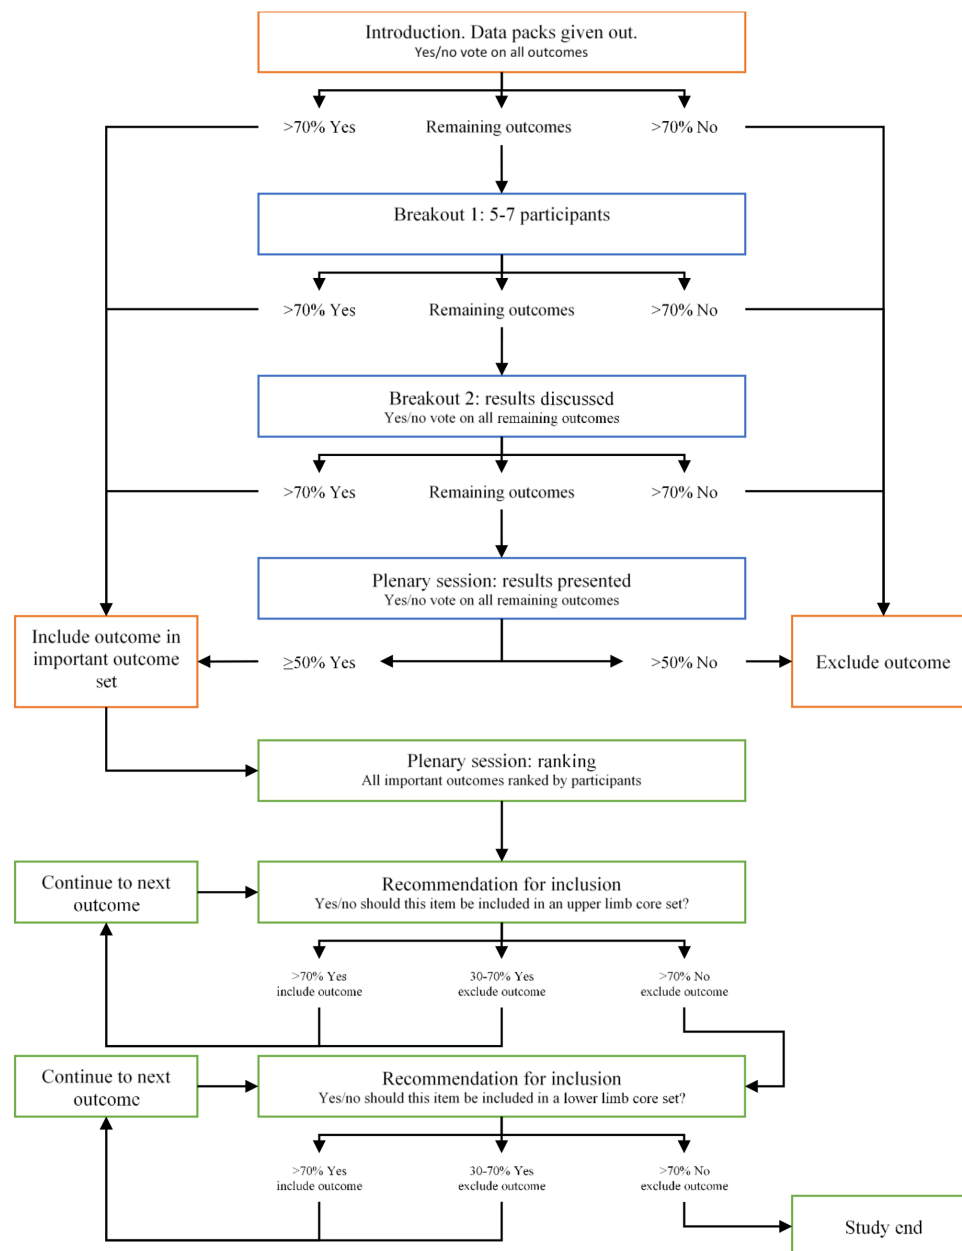 Introduction. Data packs given out.
Yes/no vote on all outcomes
>70% Yes
Remaining outcomes
>70% No
Breakout 1: 5-7 participants
>70% Yes
Remaining outcomes
>70% No
Breakout 2: results discussed
Yes/no vote on all remaining outcomes
>70% Yes
Remaining outcomes
>70% No
Plenary session: results presented
Yes/no vote on all remaining outcomes
Include outcome in
important outcome
set
≥50% Yes
>50% No
Exclude outcome
Plenary session: ranking
All important outcomes ranked by participants
Continue to next
outcome
Recommendation for inclusion
Yes/no should this item be included in an upper limb core set?
>70% Yes
include outcome
30-70% Yes
exclude outcome
>70% No
exclude outcome
Continue to next
outcome
Recommendation for inclusion
Yes/no should this item be included in a lower limb core set?
>70% Yes
include outcome
30-70% Yes
exclude outcome
>70% No
exclude outcome
Study end